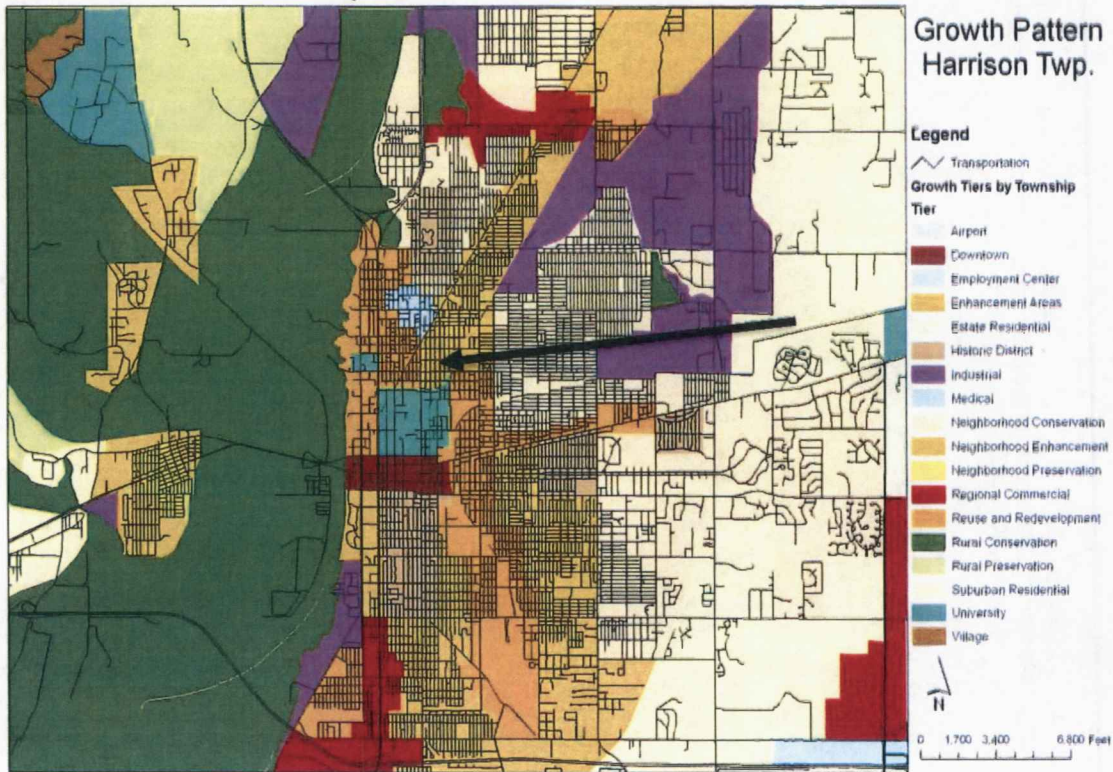 Growth Pattern
Harrison Twp.
Legend
Transportation
Growth Tiers by Township
Tier
Airport
Downtown
Employment Center
Enhancement Areas
Estate Residential
Historic District
Industrial
Medical
Neighborhood Conservation
Neighborhood Enhancement
Neighborhood Preservation
Regional Commercial
Reuse and Redevelopment
Rural Conservation
Rural Preservation
Suburban Residential
University
Village
N
0 1,700 3,400 6,800 Feet